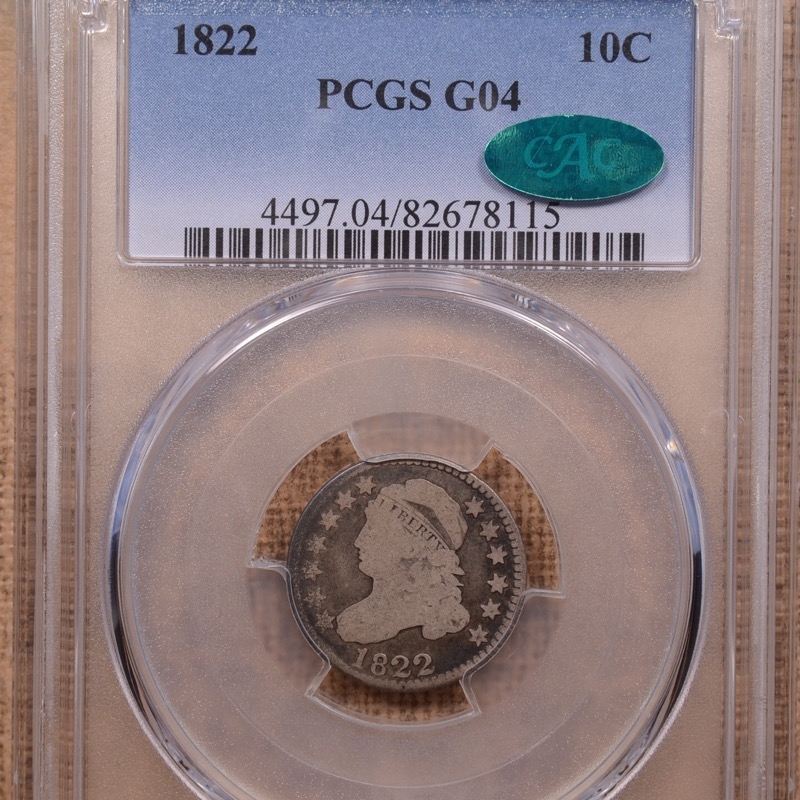 1822 10C
PCGS G04
CAC
4497.04/82678115
LIBERTY
1822